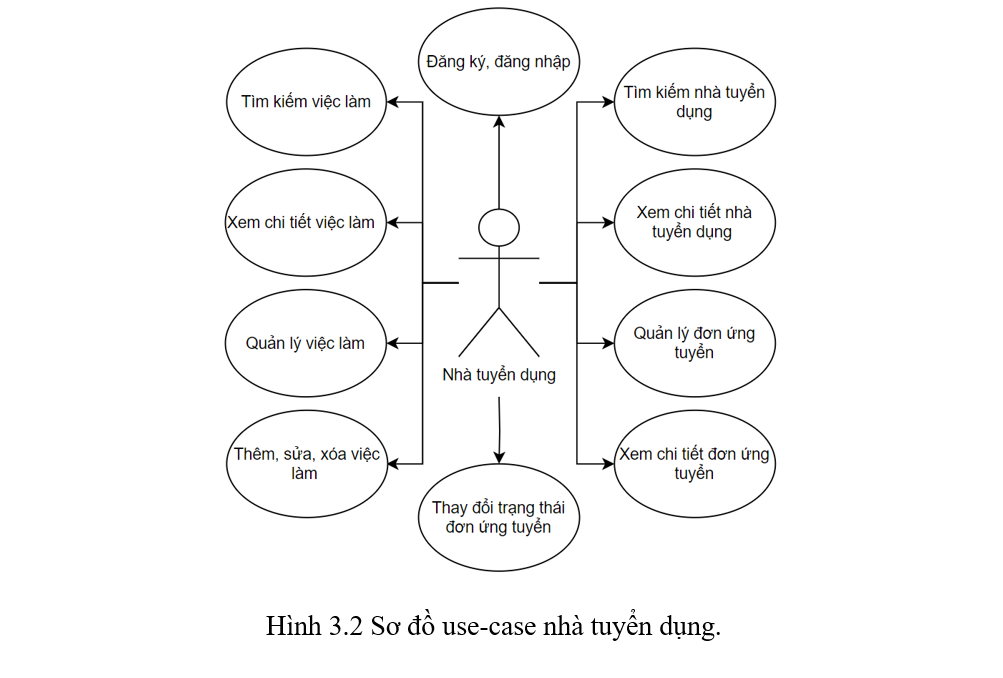 Đăng ký, đăng nhập
Tìm kiếm việc làm
Tìm kiếm nhà tuyển
dụng
Xem chi tiết việc làm
Xem chi tiết nhà
tuyển dụng
Quản lý việc làm
Quản lý đơn ứng
tuyển
Nhà tuyển dụng
Thêm, sửa, xóa việc
làm
Xem chi tiết đơn ứng
tuyển
Thay đổi trạng thái
đơn ứng tuyển
Hình 3.2 Sơ đồ use-case nhà tuyển dụng.